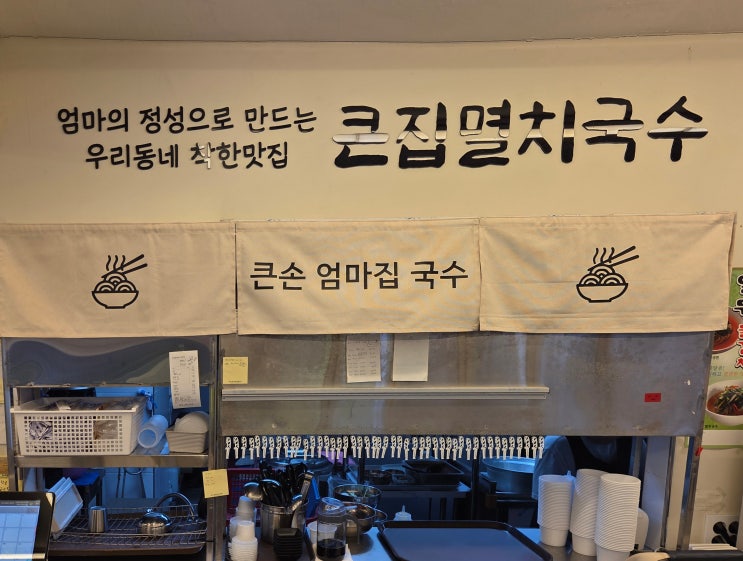 엄마의 정성으로 만드는
우리동네 착한맛집
큰집멸치국수
큰손 엄마집 국수